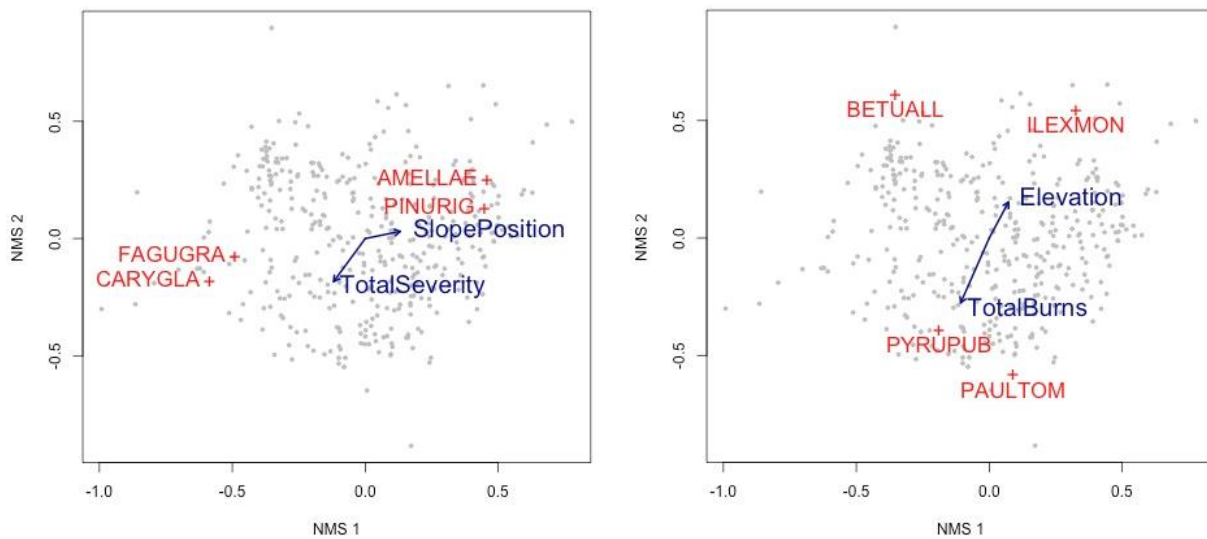 NMS 2
0.5
0.0
-0.5
AMELLAE
PINURIG
SlopePosition
FAGUGRA
CARYGLA
TotalSeverity
-1.0 -0.5 0.0 0.5
NMS 1
NMS 2
0.5
0.0
-0.5
BETUALL
ILEXMON
Elevation
TotalBurns
PYRUPUB
PAULTOM
-1.0 -0.5 0.0 0.5
NMS 1